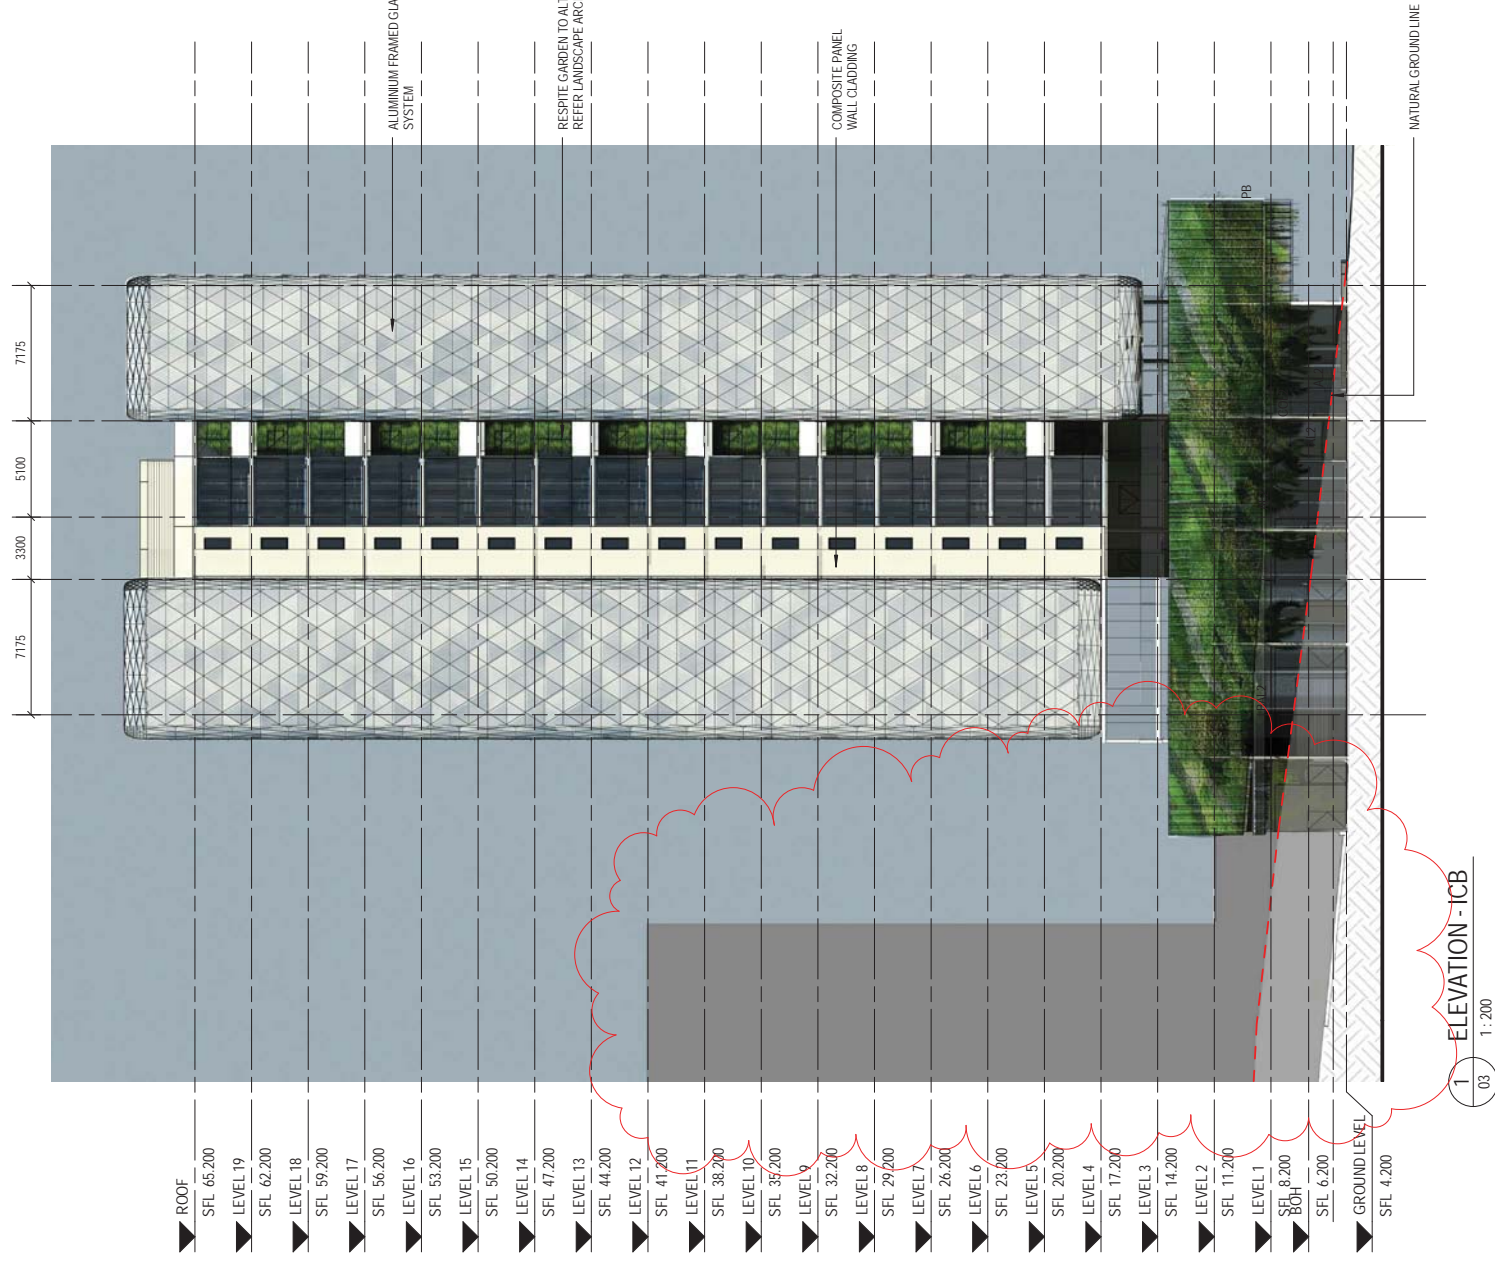 ALUMINIUM FRAMED GLA
SYSTEM
RESPITE GARDEN TO ALT
REFER LANDSCAPE ARC
COMPOSITE PANEL
WALL CLADDING
NATURAL GROUND LINE
7175
5100
3300
7175
PB
ROOF
SFL 65.200
LEVEL 19
SFL 62.200
LEVEL 18
SFL 59.200
LEVEL 17
SFL 56.200
LEVEL 16
SFL 53.200
LEVEL 15
SFL 50.200
LEVEL 14
SFL 47.200
LEVEL 13
SFL 44.200
LEVEL 12
SFL 41.200
LEVEL 11
SFL 38.200
LEVEL 10
SFL 35.200
LEVEL 9
SFL 32.200
LEVEL 8
SFL 29.200
LEVEL 7
SFL 26.200
LEVEL 6
SFL 23.200
LEVEL 5
SFL 20.200
LEVEL 4
SFL 17.200
LEVEL 3
SFL 14.200
LEVEL 2
SFL 11.200
LEVEL 1
SFL 8.200
BOH
SFL 6.200
GROUND LEVEL
SFL 4.200
1
03
ELEVATION - ICB
1 : 200